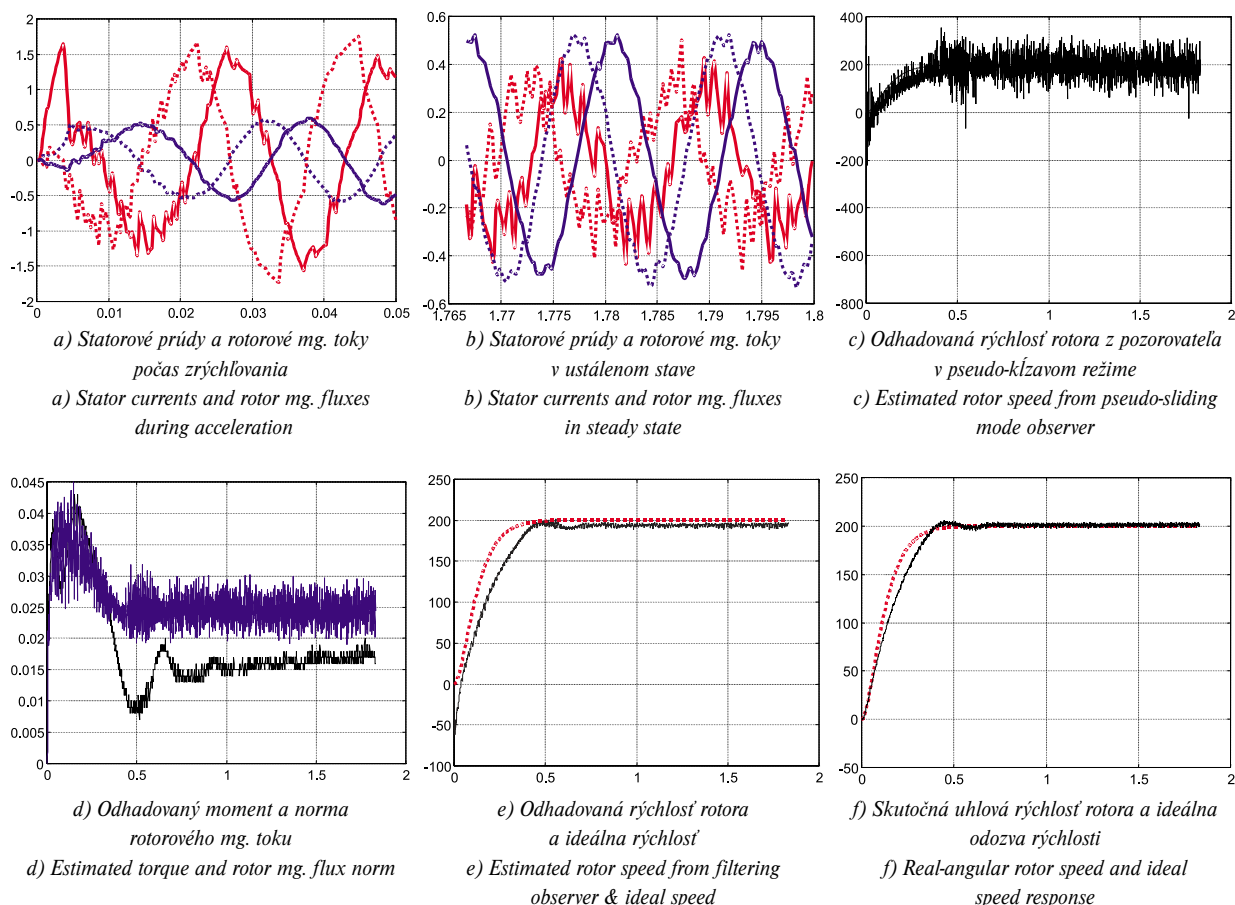 2
1.5
1
0.5
0
-0.5
-1
-1.5
-2
0 0.01 0.02 0.03 0.04 0.05
a) Statorové prúdy a rotorové mg. toky
počas zrýchľovania
a) Stator currents and rotor mg. fluxes
during acceleration
0.6
0.4
0.2
0
-0.2
-0.4
-0.6
1.765 1.77 1.775 1.78 1.785 1.79 1.795 1.8
b) Statorové prúdy a rotorové mg. toky
v ustálenom stave
b) Stator currents and rotor mg. fluxes
in steady state
400
200
0
-200
-400
-600
-800
0 0.5 1 1.5 2
c) Odhadovaná rýchlosť rotora z pozorovateľa
v pseudo-kĺzavom režime
c) Estimated rotor speed from pseudo-sliding
mode observer
0.045
0.04
0.035
0.03
0.025
0.02
0.015
0.01
0.005
0
0 0.5 1 1.5 2
d) Odhadovaný moment a norma
rotorového mg. toku
d) Estimated torque and rotor mg. flux norm
250
200
150
100
50
0
-50
-100
0 0.5 1 1.5 2
e) Odhadovaná rýchlosť rotora
a ideálna rýchlosť
e) Estimated rotor speed from filtering
observer & ideal speed
250
200
150
100
50
0
-50
0 0.5 1 1.5 2
f) Skutočná uhlová rýchlosť rotora a ideálna
odozva rýchlosti
f) Real-angular rotor speed and ideal
speed response